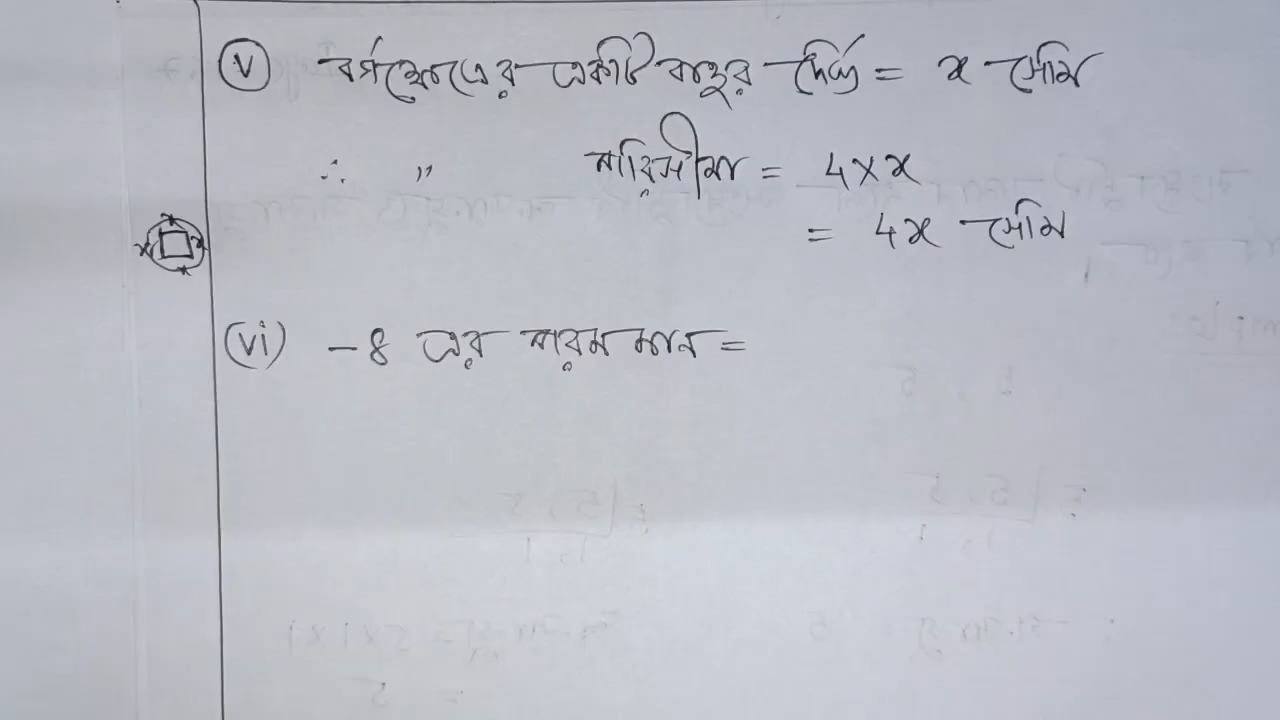 (v) বর্গক্ষেত্রের একটি বাহুর দৈর্ঘ্য = x সেমি
∴ " পরিসীমা = 4 × x
= 4x সেমি
(vi) -8 এর পরম মান =